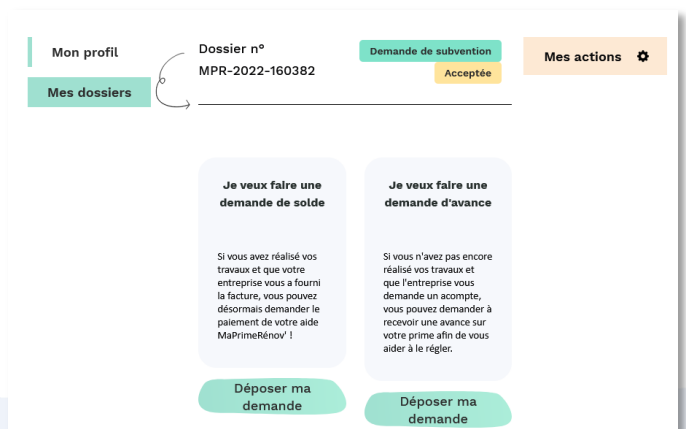 Mon profil
Mes dossiers
Dossier n°
MPR-2022-160382
Demande de subvention
Acceptée
Mes actions
Je veux faire une
demande de solde
Si vous avez réalisé vos
travaux et que votre
entreprise vous a fourni
la facture, vous pouvez
désormais demander le
paiement de votre aide
MaPrimeRénov' !
Déposer ma
demande
Je veux faire une
demande d'avance
Si vous n'avez pas encore
réalisé vos travaux et
que l'entreprise vous
demande un acompte,
vous pouvez demander à
recevoir une avance sur
votre prime afin de vous
aider à le régler.
Déposer ma
demande